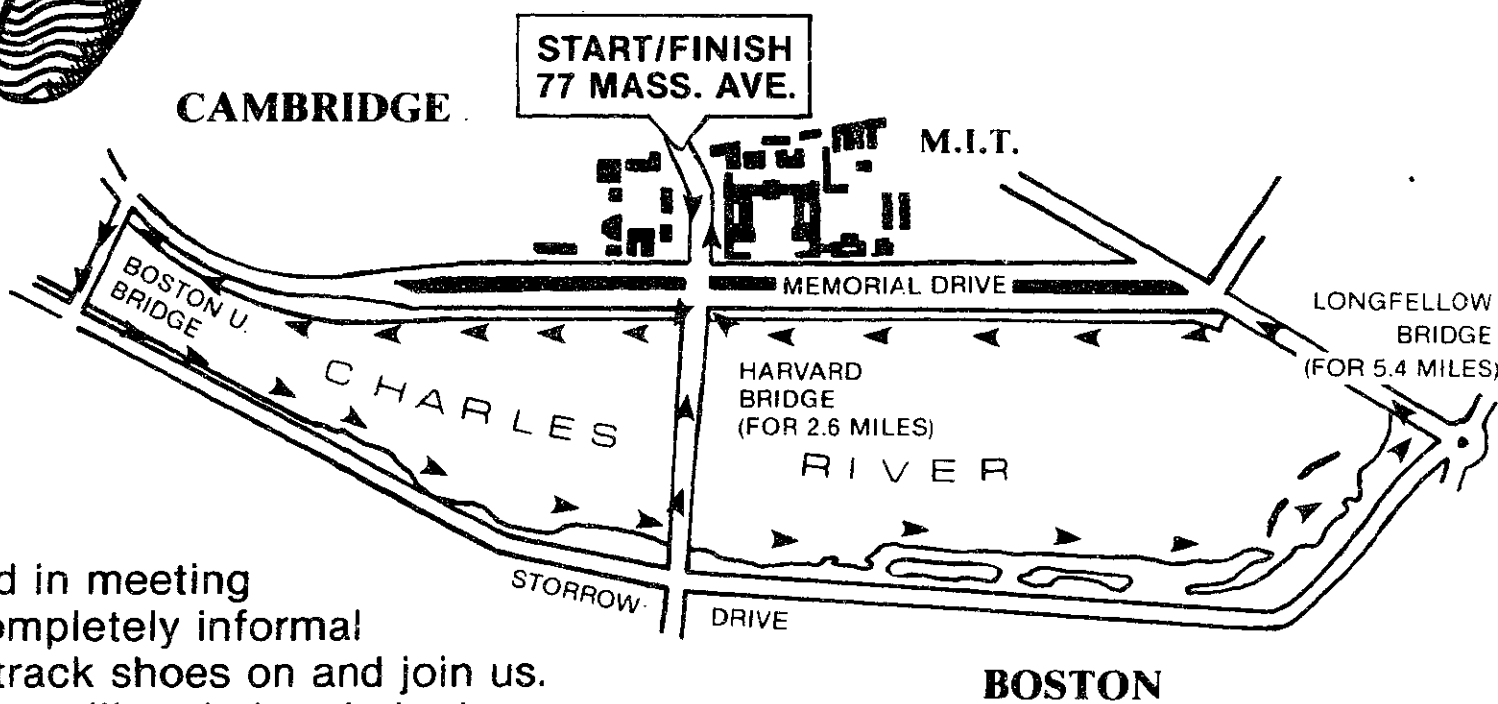 START/FINISH
77 MASS. AVE.
CAMBRIDGE
M.I.T.
MEMORIAL DRIVE
BOSTON U.
BRIDGE
LONGFELLOW
BRIDGE
(FOR 5.4 MILES)
HARVARD
BRIDGE
(FOR 2.6 MILES)
CHARLES
RIVER
STORROW
DRIVE
BOSTON
d in meeting
ompletely informal
track shoes on and join us.